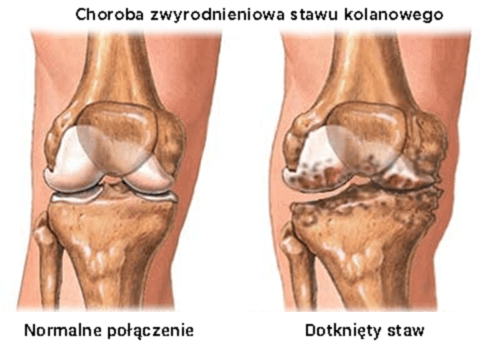 Choroba zwyrodnieniowa stawu kolanowego
Normalne połączenie
Dotknięty staw